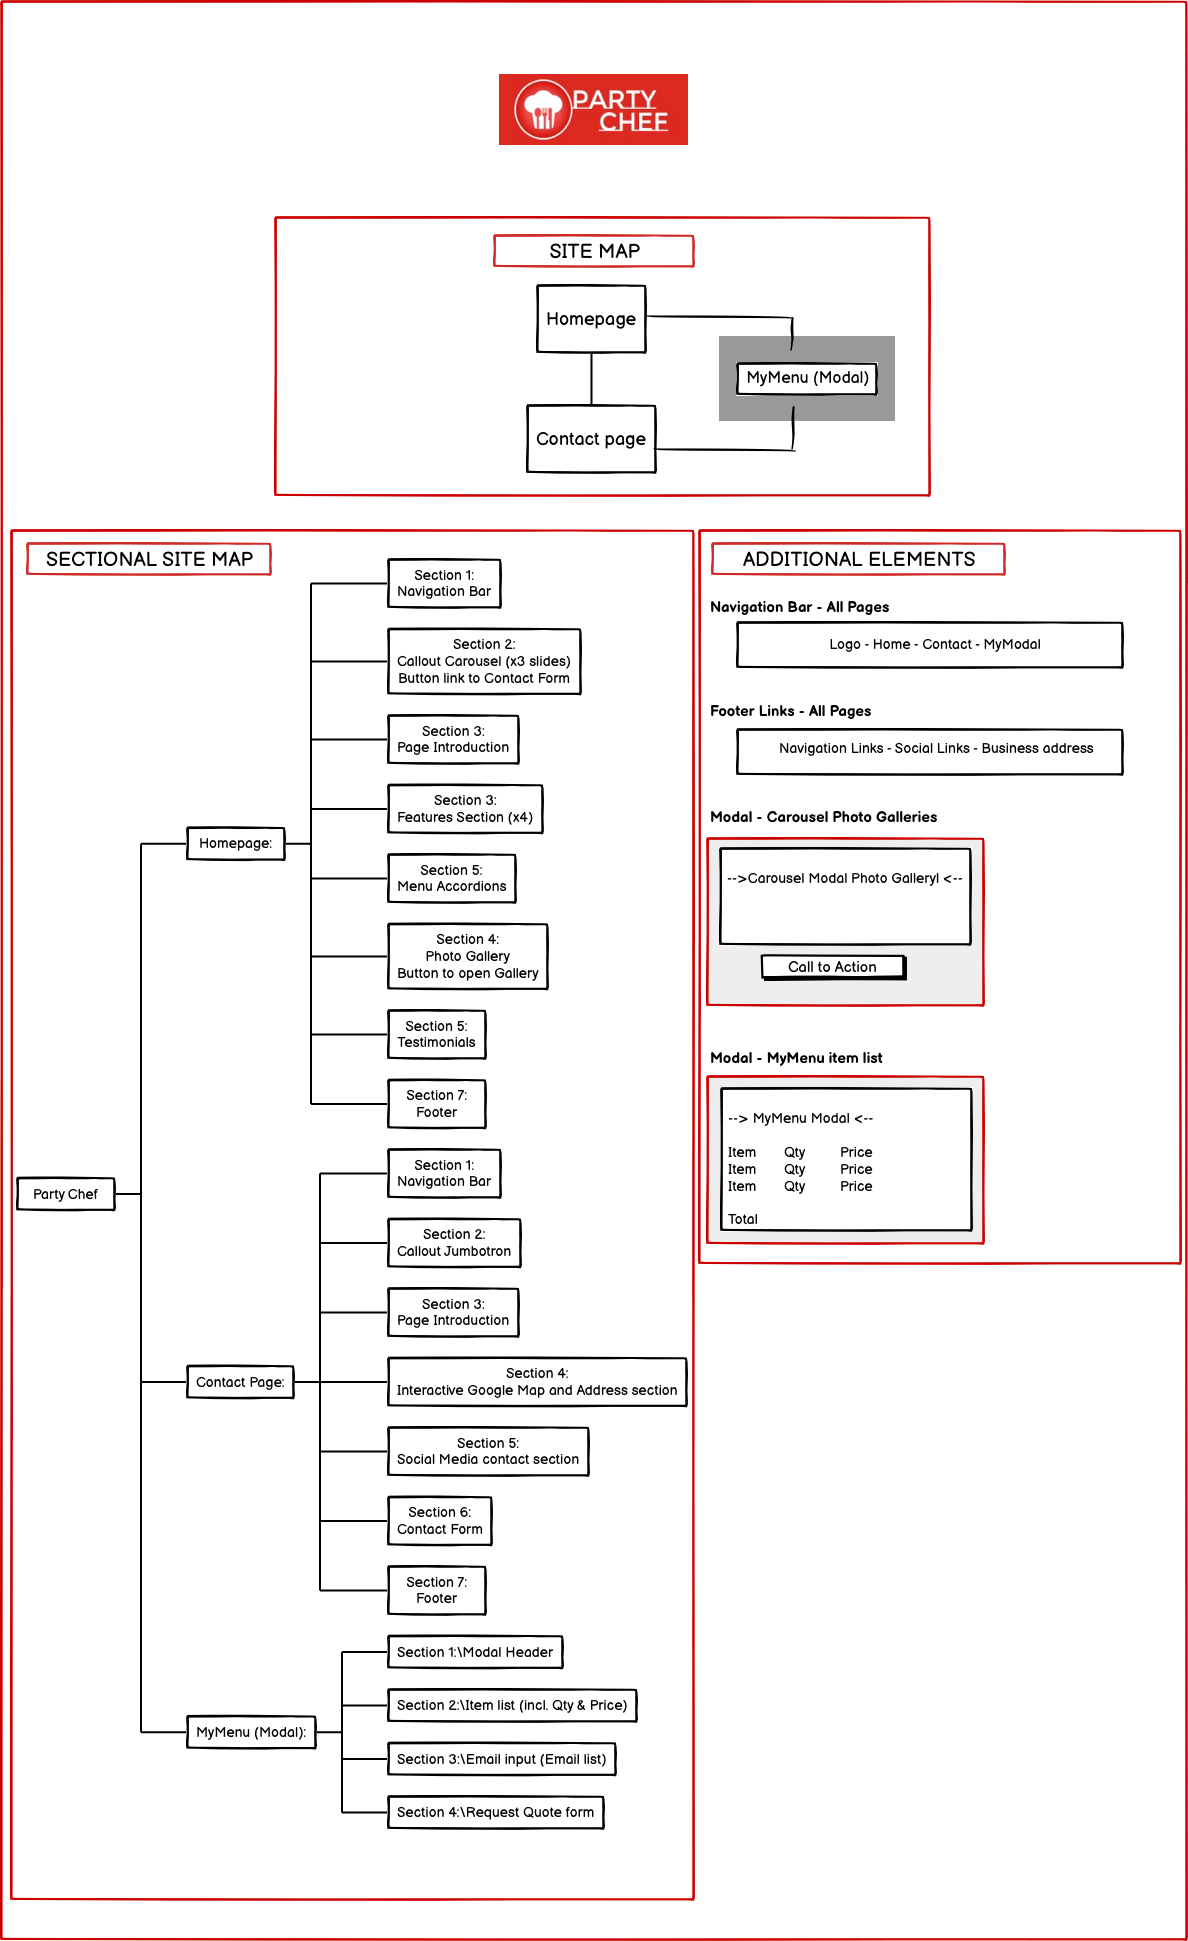 PARTY
CHEF
SITE MAP
Homepage
MyMenu (Modal)
Contact page
SECTIONAL SITE MAP
Party Chef
Homepage:
Section 1:
Navigation Bar
Section 2:
Callout Carousel (x3 slides)
Button link to Contact Form
Section 3:
Page Introduction
Section 3:
Features Section (x4)
Section 5:
Menu Accordions
Section 4:
Photo Gallery
Button to open Gallery
Section 5:
Testimonials
Section 7:
Footer
Contact Page:
Section 1:
Navigation Bar
Section 2:
Callout Jumbotron
Section 3:
Page Introduction
Section 4:
Interactive Google Map and Address section
Section 5:
Social Media contact section
Section 6:
Contact Form
Section 7:
Footer
MyMenu (Modal):
Section 1:\Modal Header
Section 2:\Item list (incl. Qty & Price)
Section 3:\Email input (Email list)
Section 4:\Request Quote form
ADDITIONAL ELEMENTS
Navigation Bar - All Pages
Logo - Home - Contact - MyModal
Footer Links - All Pages
Navigation Links - Social Links - Business address
Modal - Carousel Photo Galleries
-->Carousel Modal Photo Galleryl <--
Call to Action
Modal - MyMenu item list
--> MyMenu Modal <--
Item Qty Price
Item Qty Price
Item Qty Price
Total